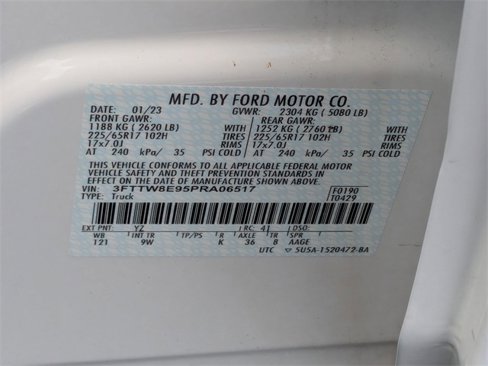 MFD. BY FORD MOTOR CO.
DATE: 01/23 GVWR: 2304 KG ( 5080 LB)
FRONT GAWR: REAR GAWR:
1188 KG ( 2620 LB) WITH 1252 KG ( 2760 LB) WITH
225/65R17 102H TIRES 225/65R17 102H TIRES
17x7.0J RIMS 17x7.0J RIMS
AT 240 kPa/ 35 PSI COLD AT 240 kPa/ 35 PSI COLD
THIS VEHICLE CONFORMS TO ALL APPLICABLE FEDERAL MOTOR
VEHICLE SAFETY STANDARDS IN EFFECT ON
THE DATE OF MANUFACTURE SHOWN ABOVE.
VIN: 3FTTW8E95PRA06517 F0190
TYPE: Truck T0429
EXT PNT: YZ RC: 41 DSO:
WB INT TR TP/PS R AXLE TR SPR
121 9W K 36 8 AAGE
UTC ▽ 5U5A-1520472-BA